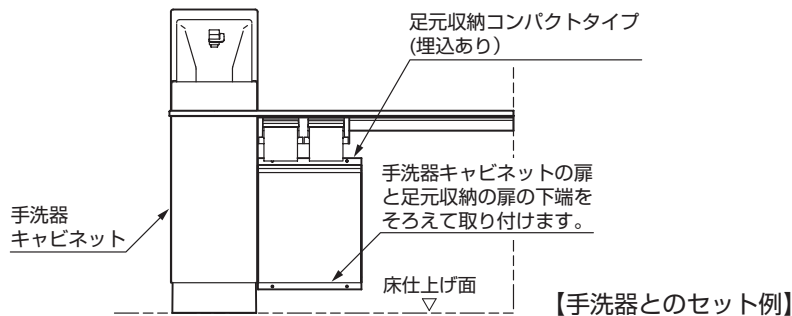 足元収納コンパクトタイプ
(埋込あり)
手洗器キャビネットの扉
と足元収納の扉の下端を
そろえて取り付けます。
手洗器
キャビネット
床仕上げ面
【手洗器とのセット例】